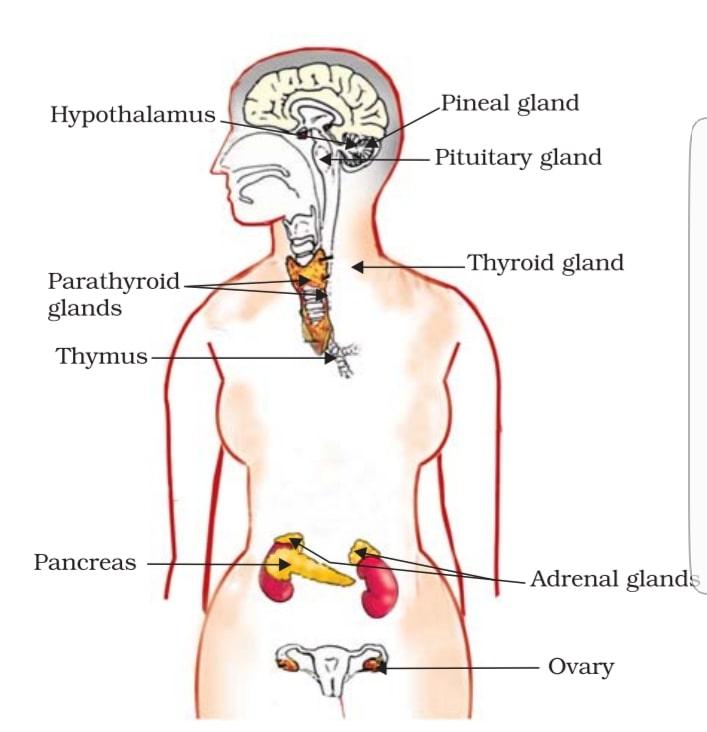 Pineal gland
Hypothalamus
Pituitary gland
Thyroid gland
Parathyroid
glands
Thymus
Pancreas
Adrenal glands
Ovary